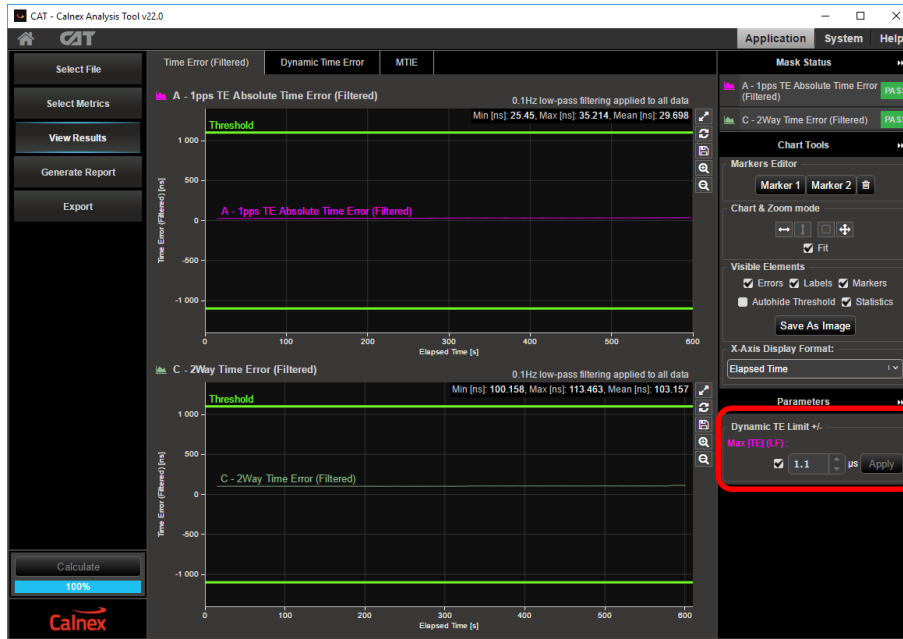 CAT - Calnex Analysis Tool v22.0
CAT
Application System Help
Select File
Select Metrics
View Results
Generate Report
Export
Calculate
100%
Calnex
Time Error (Filtered) Dynamic Time Error MTIE
A - 1pps TE Absolute Time Error (Filtered)
0.1Hz low-pass filtering applied to all data
Min [ns]: 25.45, Max [ns]: 35.214, Mean [ns]: 29.698
Threshold
1 000
500
0
-500
-1 000
Time Error (Filtered) [ns]
A - 1pps TE Absolute Time Error (Filtered)
0 100 200 300 400 500 600
Elapsed Time [s]
C - 2Way Time Error (Filtered)
0.1Hz low-pass filtering applied to all data
Min [ns]: 100.158, Max [ns]: 113.463, Mean [ns]: 103.157
Threshold
1 000
500
0
-500
-1 000
Time Error (Filtered) [ns]
C - 2Way Time Error (Filtered)
0 100 200 300 400 500 600
Elapsed Time [s]
Mask Status
A - 1pps TE Absolute Time Error
(Filtered)
PAS
C - 2Way Time Error (Filtered) PAS
Chart Tools
Markers Editor
Marker 1 Marker 2
Chart & Zoom mode
Fit
Visible Elements
Errors Labels Markers
Autohide Threshold Statistics
Save As Image
X-Axis Display Format:
Elapsed Time
Parameters
Dynamic TE Limit +/-
Max |TE| (LF) :
1.1 µs Apply